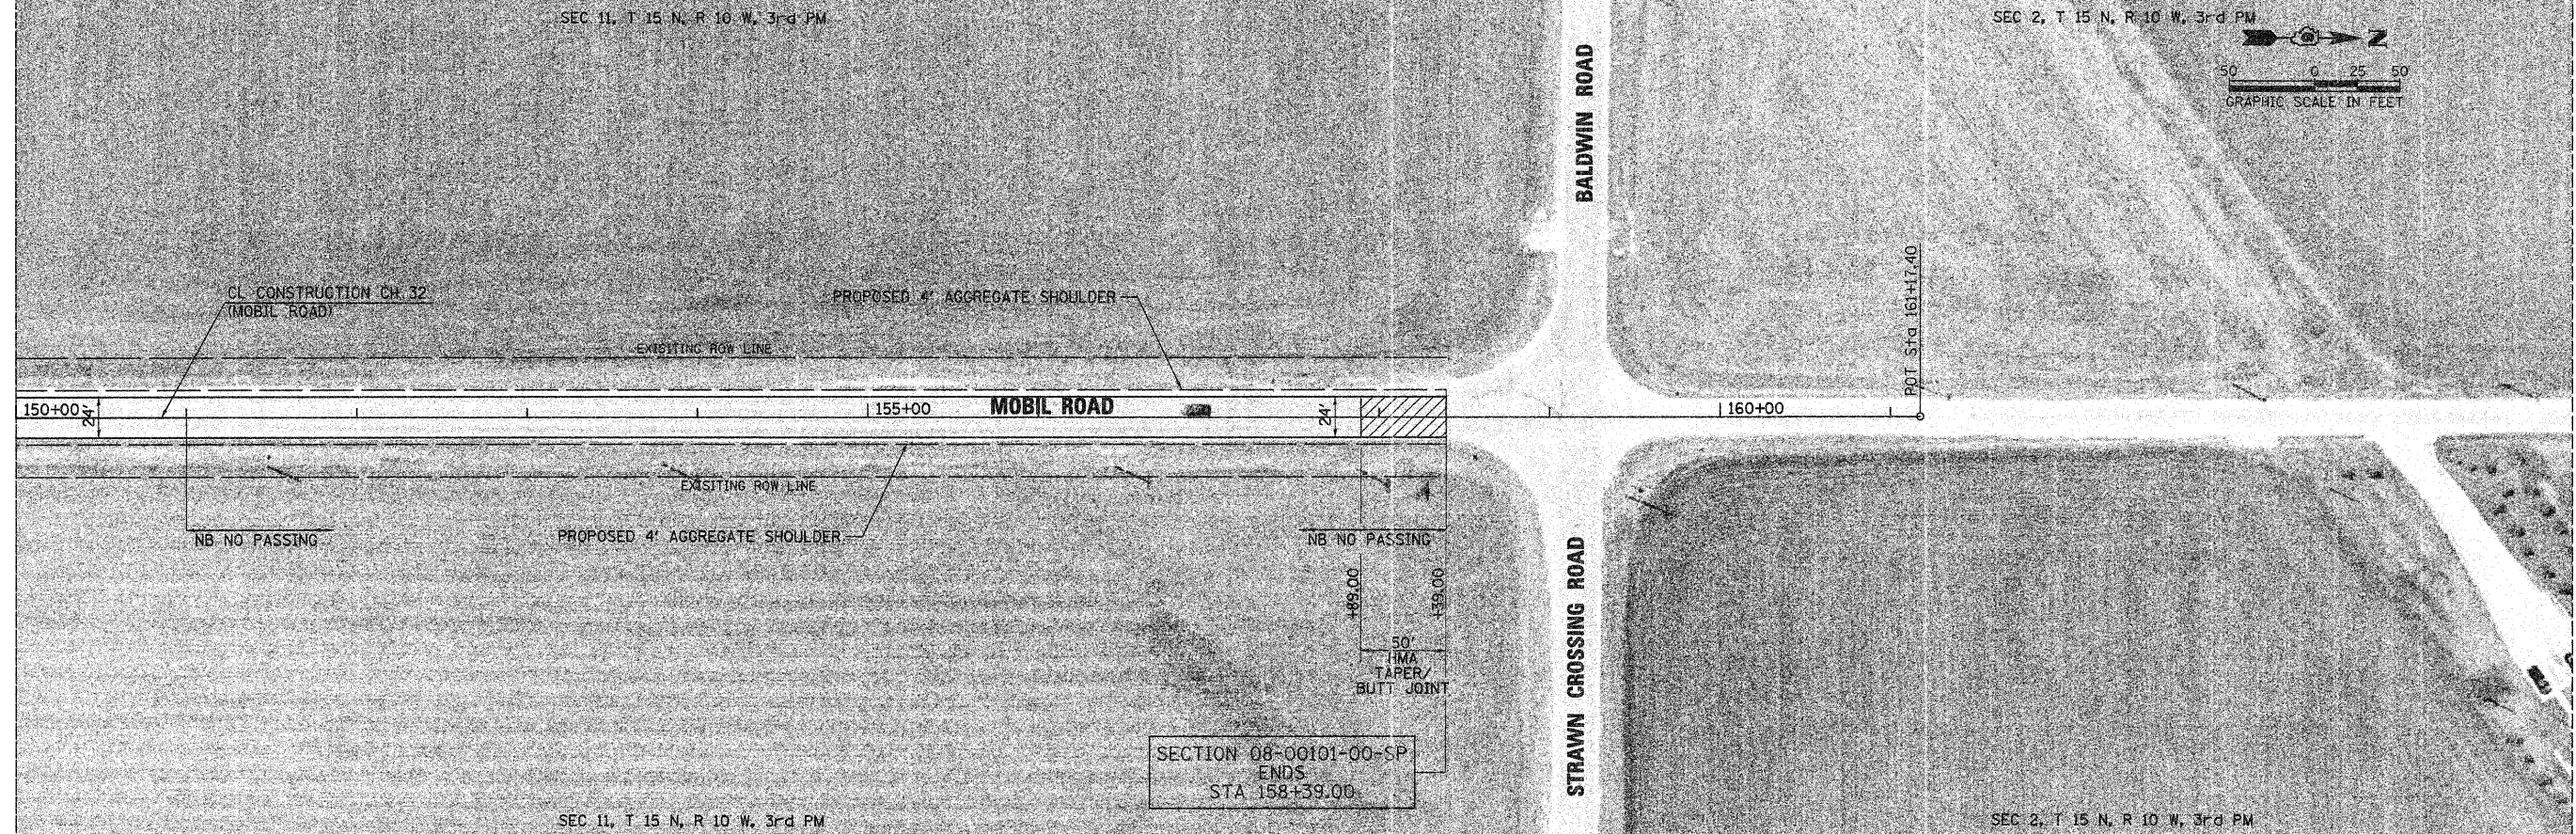 SEC 11, T 15 N, R 10 W, 3rd PM
SEC 2, T 15 N, R 10 W, 3rd PM
N
50 0 25 50
GRAPHIC SCALE IN FEET
BALDWIN ROAD
POT Sta 161+17.40
CL CONSTRUCTION CH 32
(MOBIL ROAD)
PROPOSED 4' AGGREGATE SHOULDER
EXISITING ROW LINE
150+00
24'
155+00
MOBIL ROAD
24'
160+00
EXISITING ROW LINE
NB NO PASSING
PROPOSED 4' AGGREGATE SHOULDER
NB NO PASSING
+89.00
+39.00
50'
HMA
TAPER/
BUTT JOINT
STRAWN CROSSING ROAD
SECTION 08-00101-00-SP
ENDS
STA 158+39.00
SEC 11, T 15 N, R 10 W, 3rd PM
SEC 2, T 15 N, R 10 W, 3rd PM